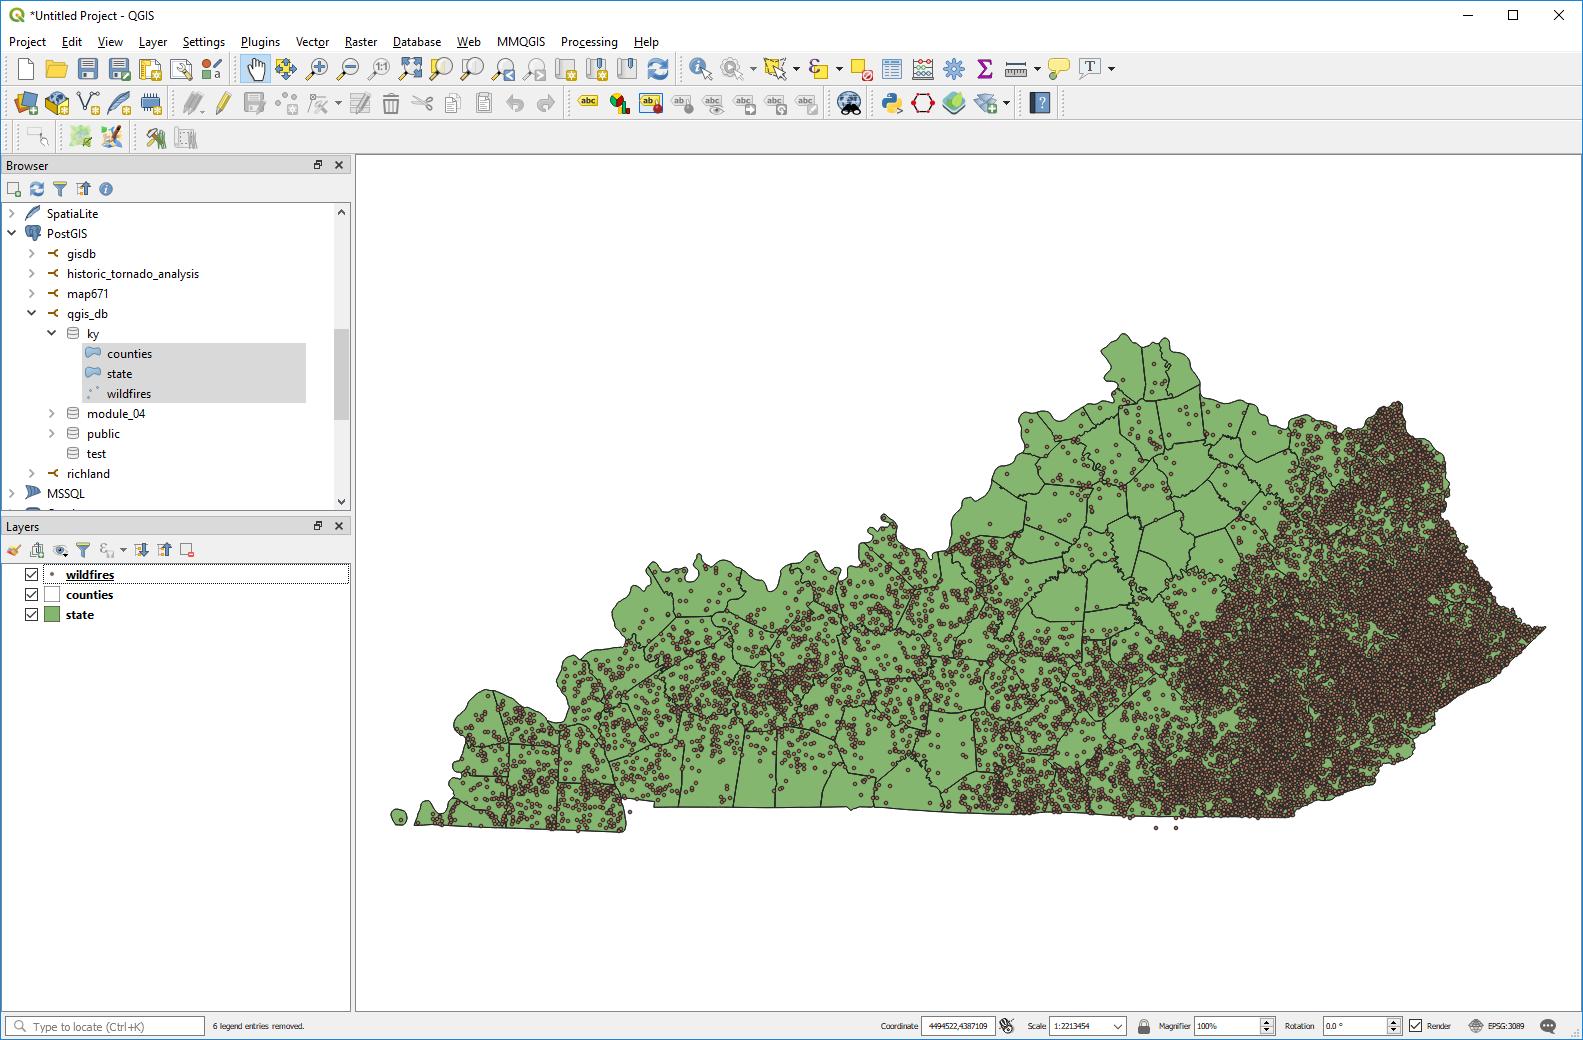 *Untitled Project - QGIS
Project Edit View Layer Settings Plugins Vector Raster Database Web MMQGIS Processing Help
Browser
SpatiaLite
PostGIS
gisdb
historic_tornado_analysis
map671
qgis_db
ky
counties
state
wildfires
module_04
public
test
richland
MSSQL
Layers
wildfires
counties
state
Type to locate (Ctrl+K)
6 legend entries removed.
Coordinate 4494522,4387109 Scale 1:2213454 Magnifier 100% Rotation 0.0 ° Render EPSG:3089